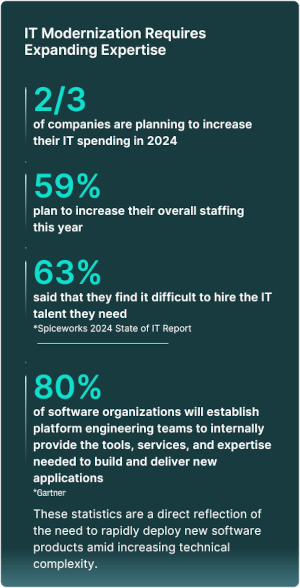 IT Modernization Requires
Expanding Expertise
2/3
of companies are planning to increase
their IT spending in 2024
59%
plan to increase their overall staffing
this year
63%
said that they find it difficult to hire the IT
talent they need
*Spiceworks 2024 State of IT Report
80%
of software organizations will establish
platform engineering teams to internally
provide the tools, services, and expertise
needed to build and deliver new
applications
*Gartner
These statistics are a direct reflection of
the need to rapidly deploy new software
products amid increasing technical
complexity.